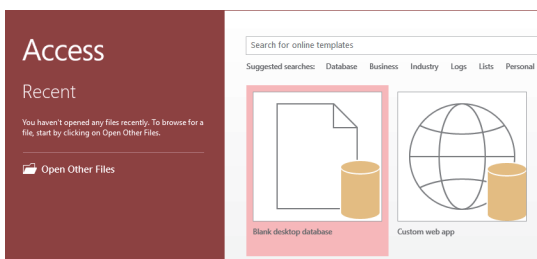 Access
Recent
You haven't opened any files recently. To browse for a
file, start by clicking on Open Other Files.
Open Other Files
Search for online templates
Suggested searches: Database Business Industry Logs Lists Personal
Blank desktop database
Custom web app